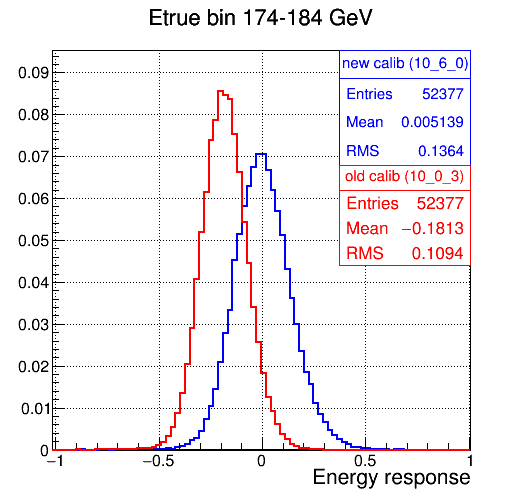 Etrue bin 174-184 GeV
new calib (10_6_0)
Entries 52377
Mean 0.005139
RMS 0.1364
old calib (10_0_3)
Entries 52377
Mean −0.1813
RMS 0.1094
0.09
0.08
0.07
0.06
0.05
0.04
0.03
0.02
0.01
0
−1 −0.5 0 0.5 1
Energy response